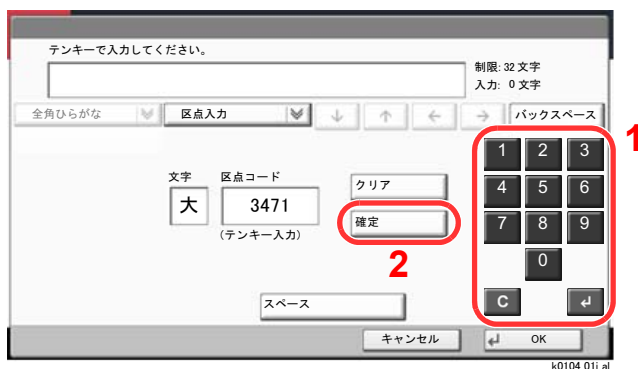 テンキーで入力してください。
制限: 32 文字
入力: 0 文字
全角ひらがな
区点入力
↓ ↑ ← →
バックスペース
1
1 2 3
文字 区点コード
クリア
4 5 6
大 3471
確定
7 8 9
(テンキー入力)
2
0
スペース
C ↵
キャンセル
↵ OK
k0104_01j.ai